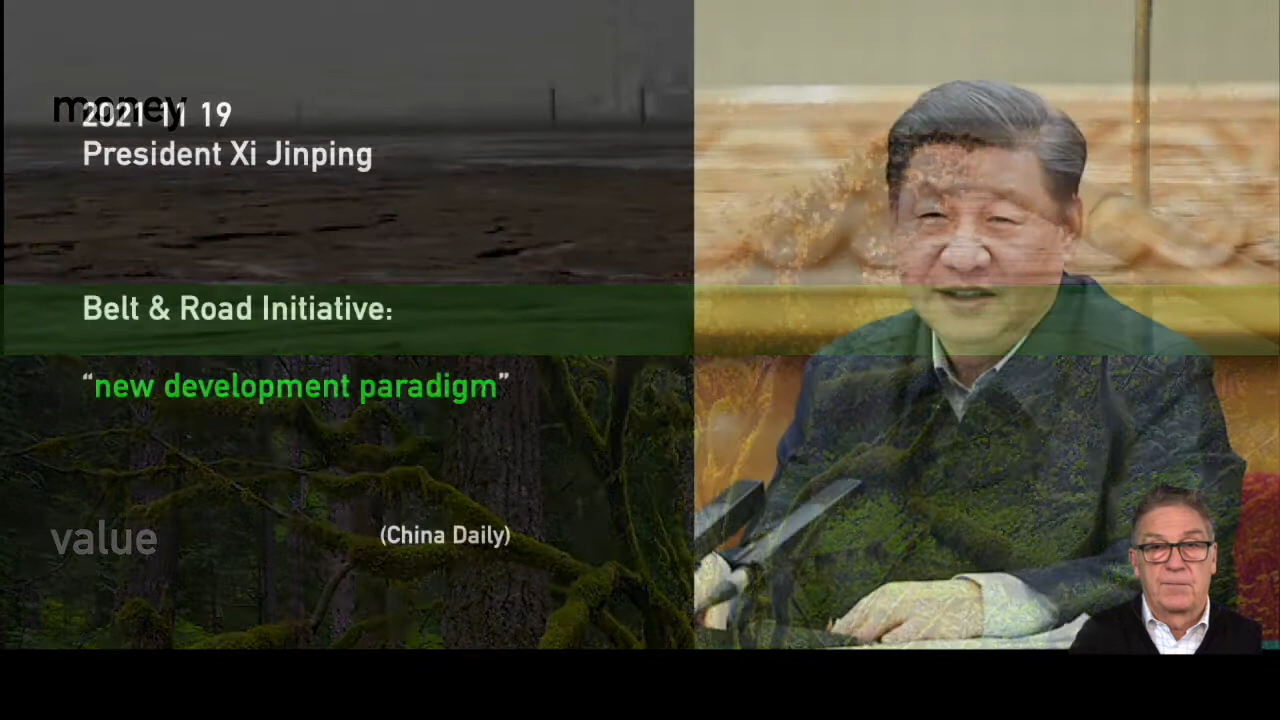 money
2021 11 19
President Xi Jinping
Belt & Road Initiative:
“new development paradigm”
value
(China Daily)